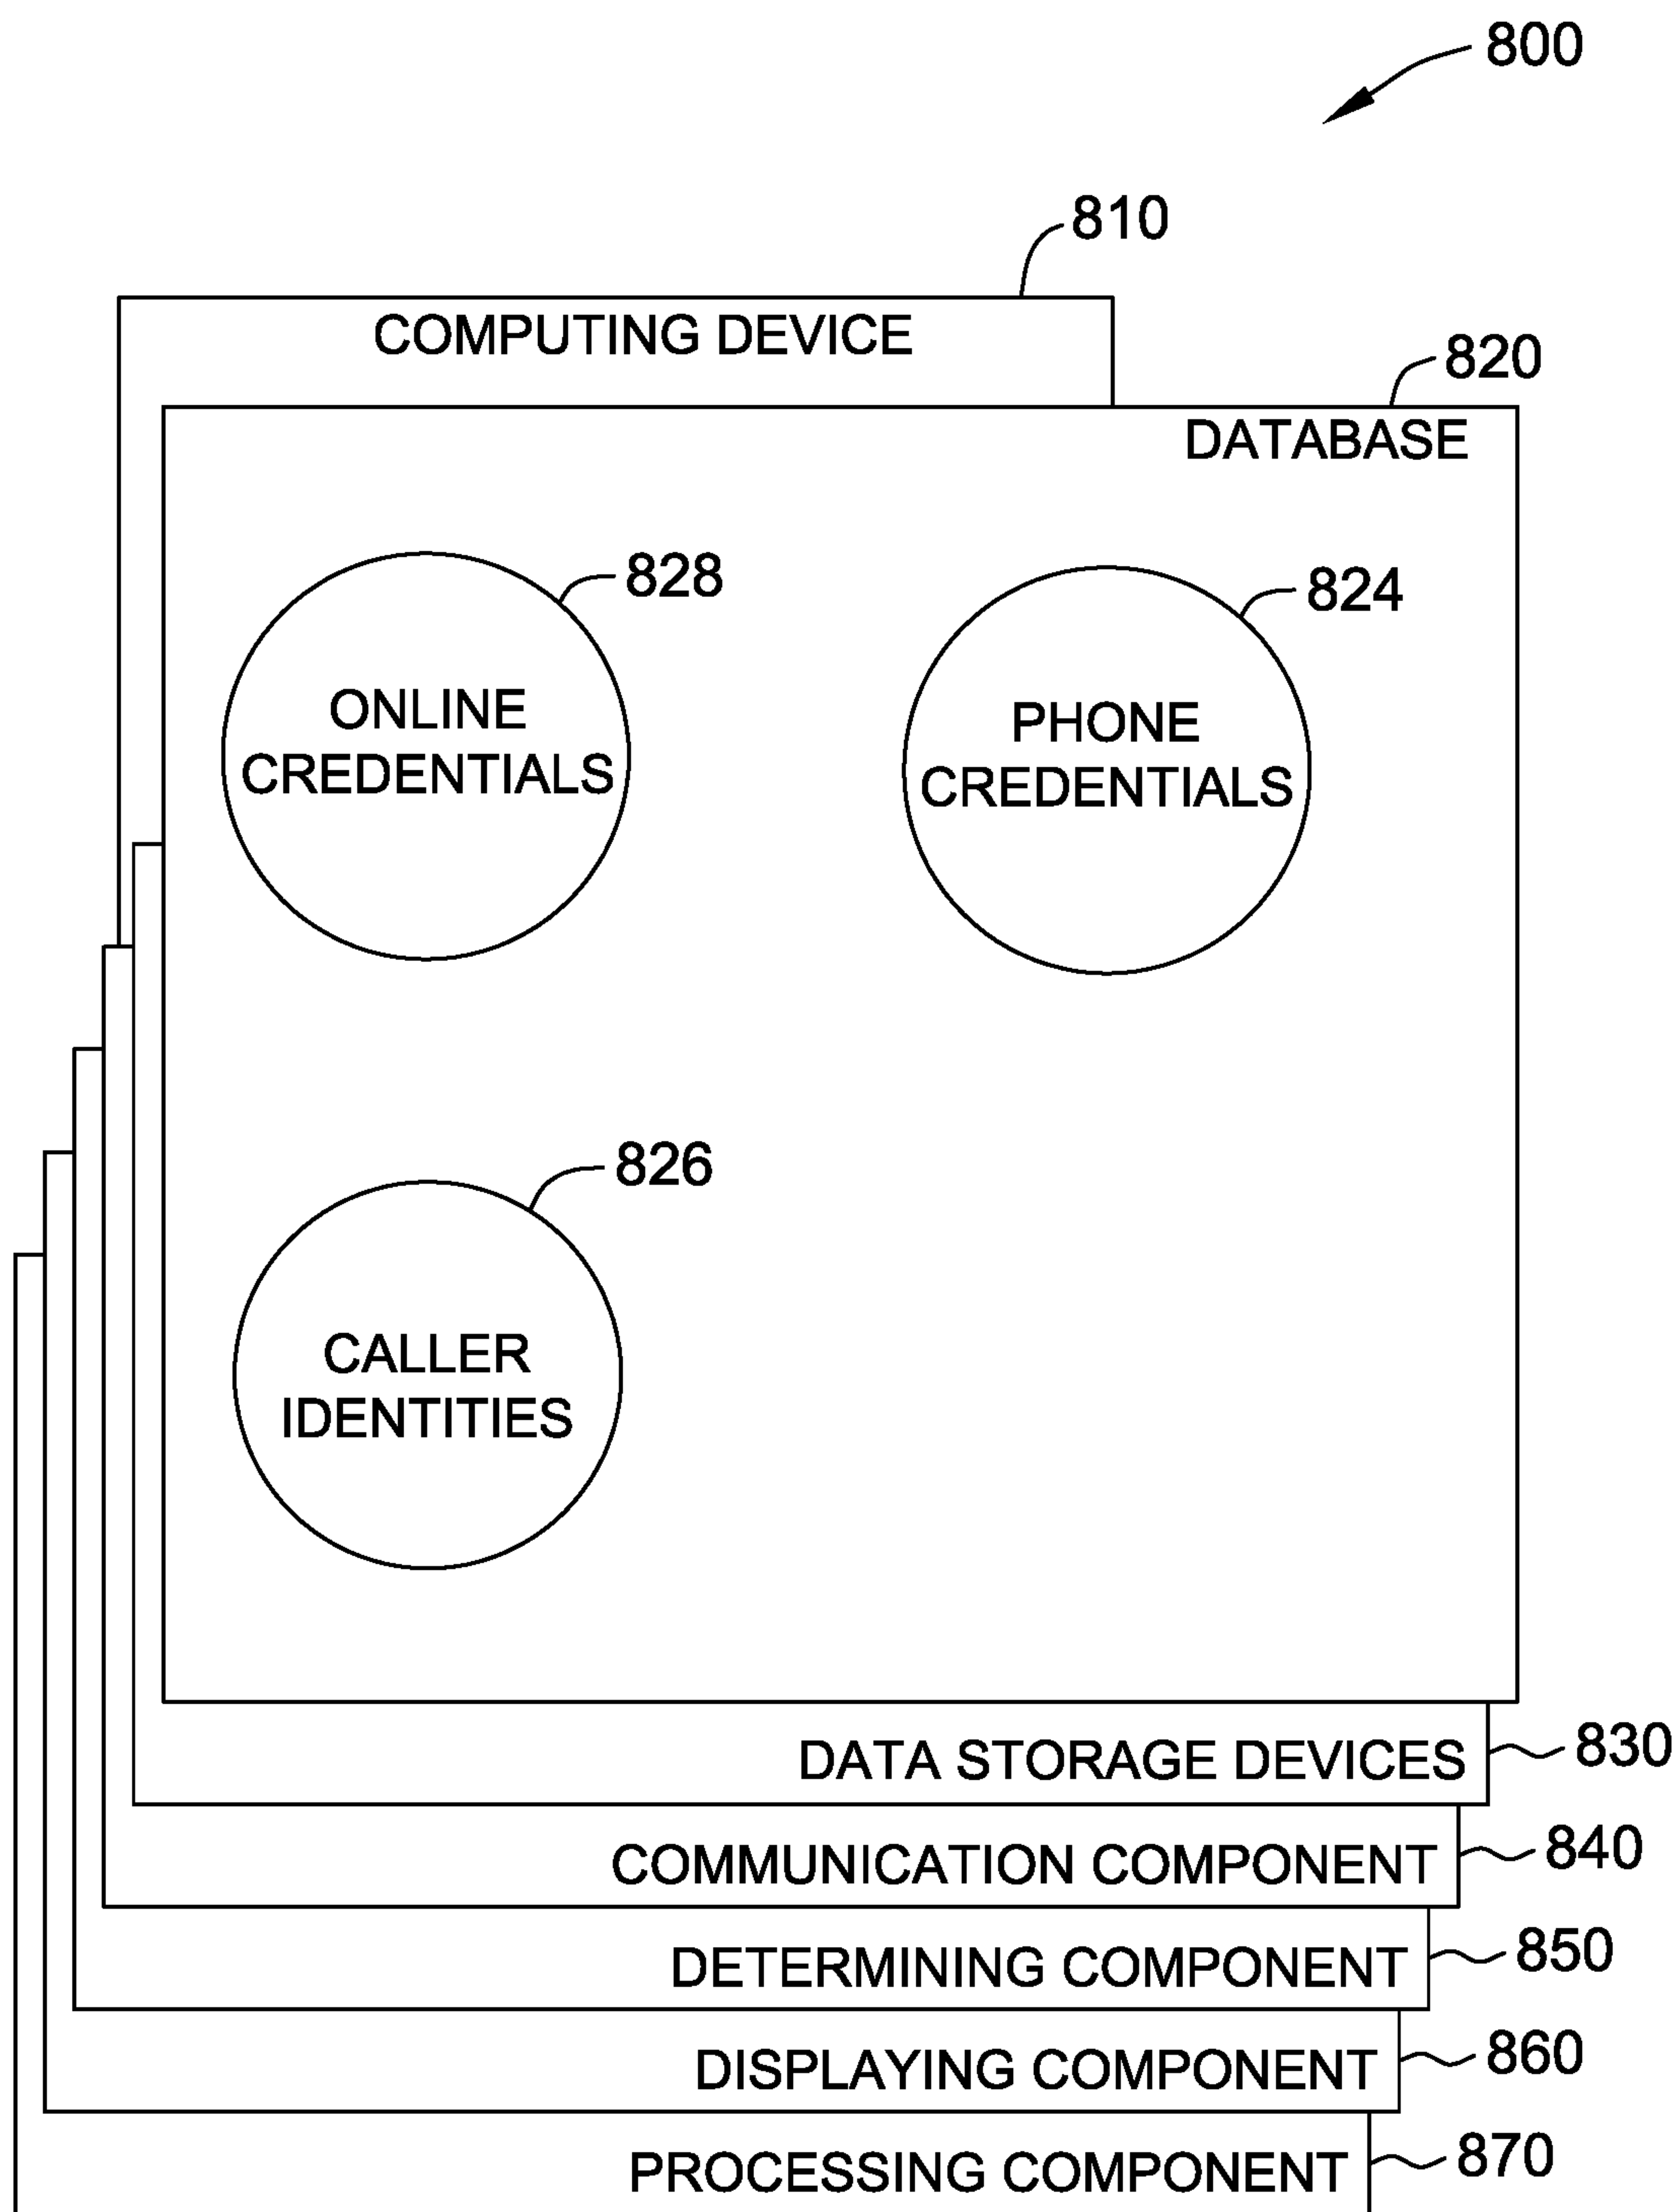 800
810
COMPUTING DEVICE
820
DATABASE
828
824
ONLINE
CREDENTIALS
PHONE
CREDENTIALS
826
CALLER
IDENTITIES
DATA STORAGE DEVICES
830
COMMUNICATION COMPONENT
840
DETERMINING COMPONENT
850
DISPLAYING COMPONENT
860
PROCESSING COMPONENT
870